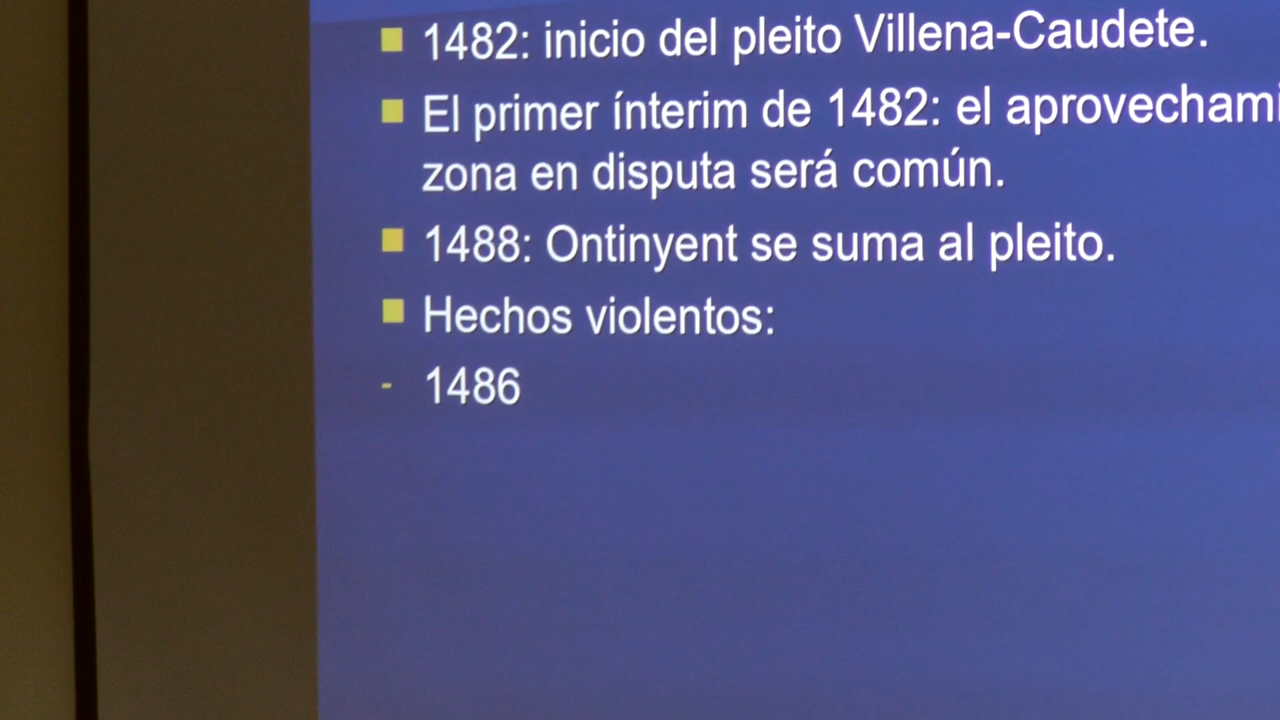 1482: inicio del pleito Villena-Caudete.
El primer ínterim de 1482: el aprovechami
zona en disputa será común.
1488: Ontinyent se suma al pleito.
Hechos violentos:
- 1486